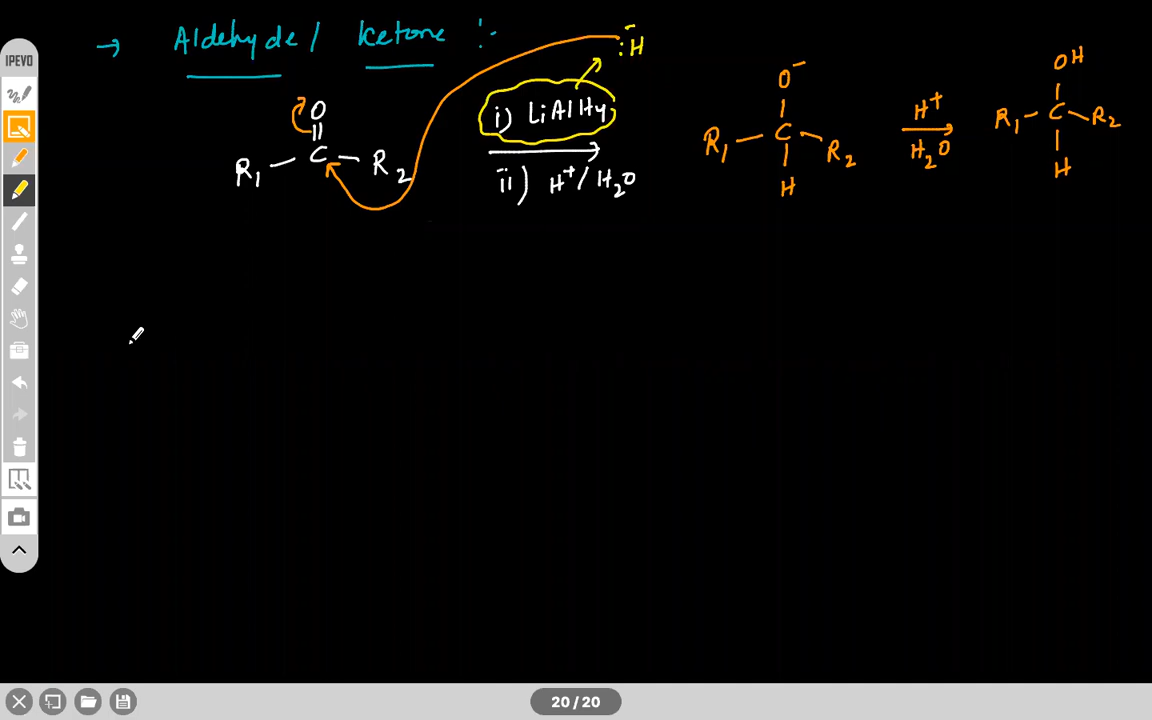 IPEVO
→ Aldehyde / Ketone :-
:H⁻
O
||
R₁ — C — R₂
i) LiAlH4
ii) H⁺/H₂O
O⁻
R₁ — C — R₂
H
H⁺
H₂O
OH
R₁ — C — R₂
H
20 / 20